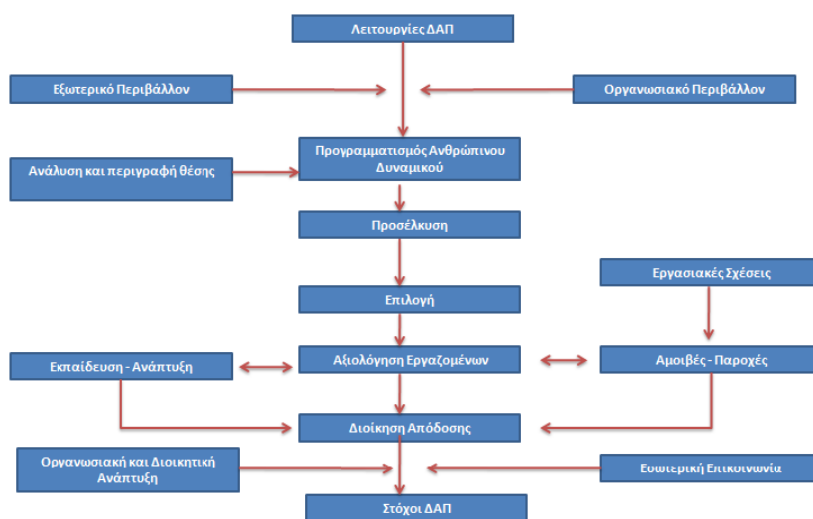 Λειτουργίες ΔΑΠ
Εξωτερικό Περιβάλλον
Οργανωσιακό Περιβάλλον
Προγραμματισμός Ανθρώπινου
Δυναμικού
Ανάλυση και περιγραφή θέσης
Προσέλκυση
Εργασιακές Σχέσεις
Επιλογή
Εκπαίδευση - Ανάπτυξη
Αξιολόγηση Εργαζομένων
Αμοιβές - Παροχές
Διοίκηση Απόδοσης
Οργανωσιακή και Διοικητική
Ανάπτυξη
Εσωτερική Επικοινωνία
Στόχοι ΔΑΠ